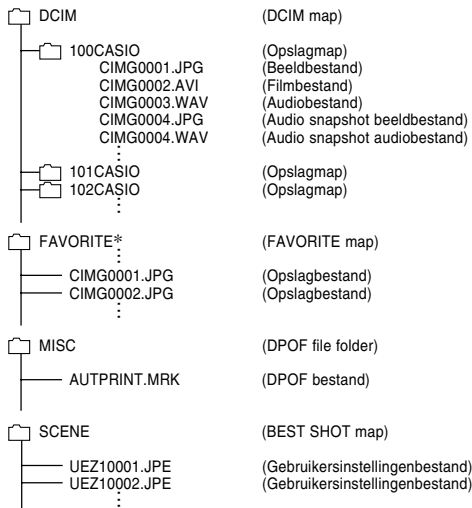 DCIM (DCIM map)
100CASIO (Opslagmap)
CIMG0001.JPG (Beeldbestand)
CIMG0002.AVI (Filmbestand)
CIMG0003.WAV (Audiobestand)
CIMG0004.JPG (Audio snapshot beeldbestand)
CIMG0004.WAV (Audio snapshot audiobestand)
101CASIO (Opslagmap)
102CASIO (Opslagmap)
FAVORITE* (FAVORITE map)
CIMG0001.JPG (Opslagbestand)
CIMG0002.JPG (Opslagbestand)
MISC (DPOF file folder)
AUTPRINT.MRK (DPOF bestand)
SCENE (BEST SHOT map)
UEZ10001.JPE (Gebruikersinstellingenbestand)
UEZ10002.JPE (Gebruikersinstellingenbestand)